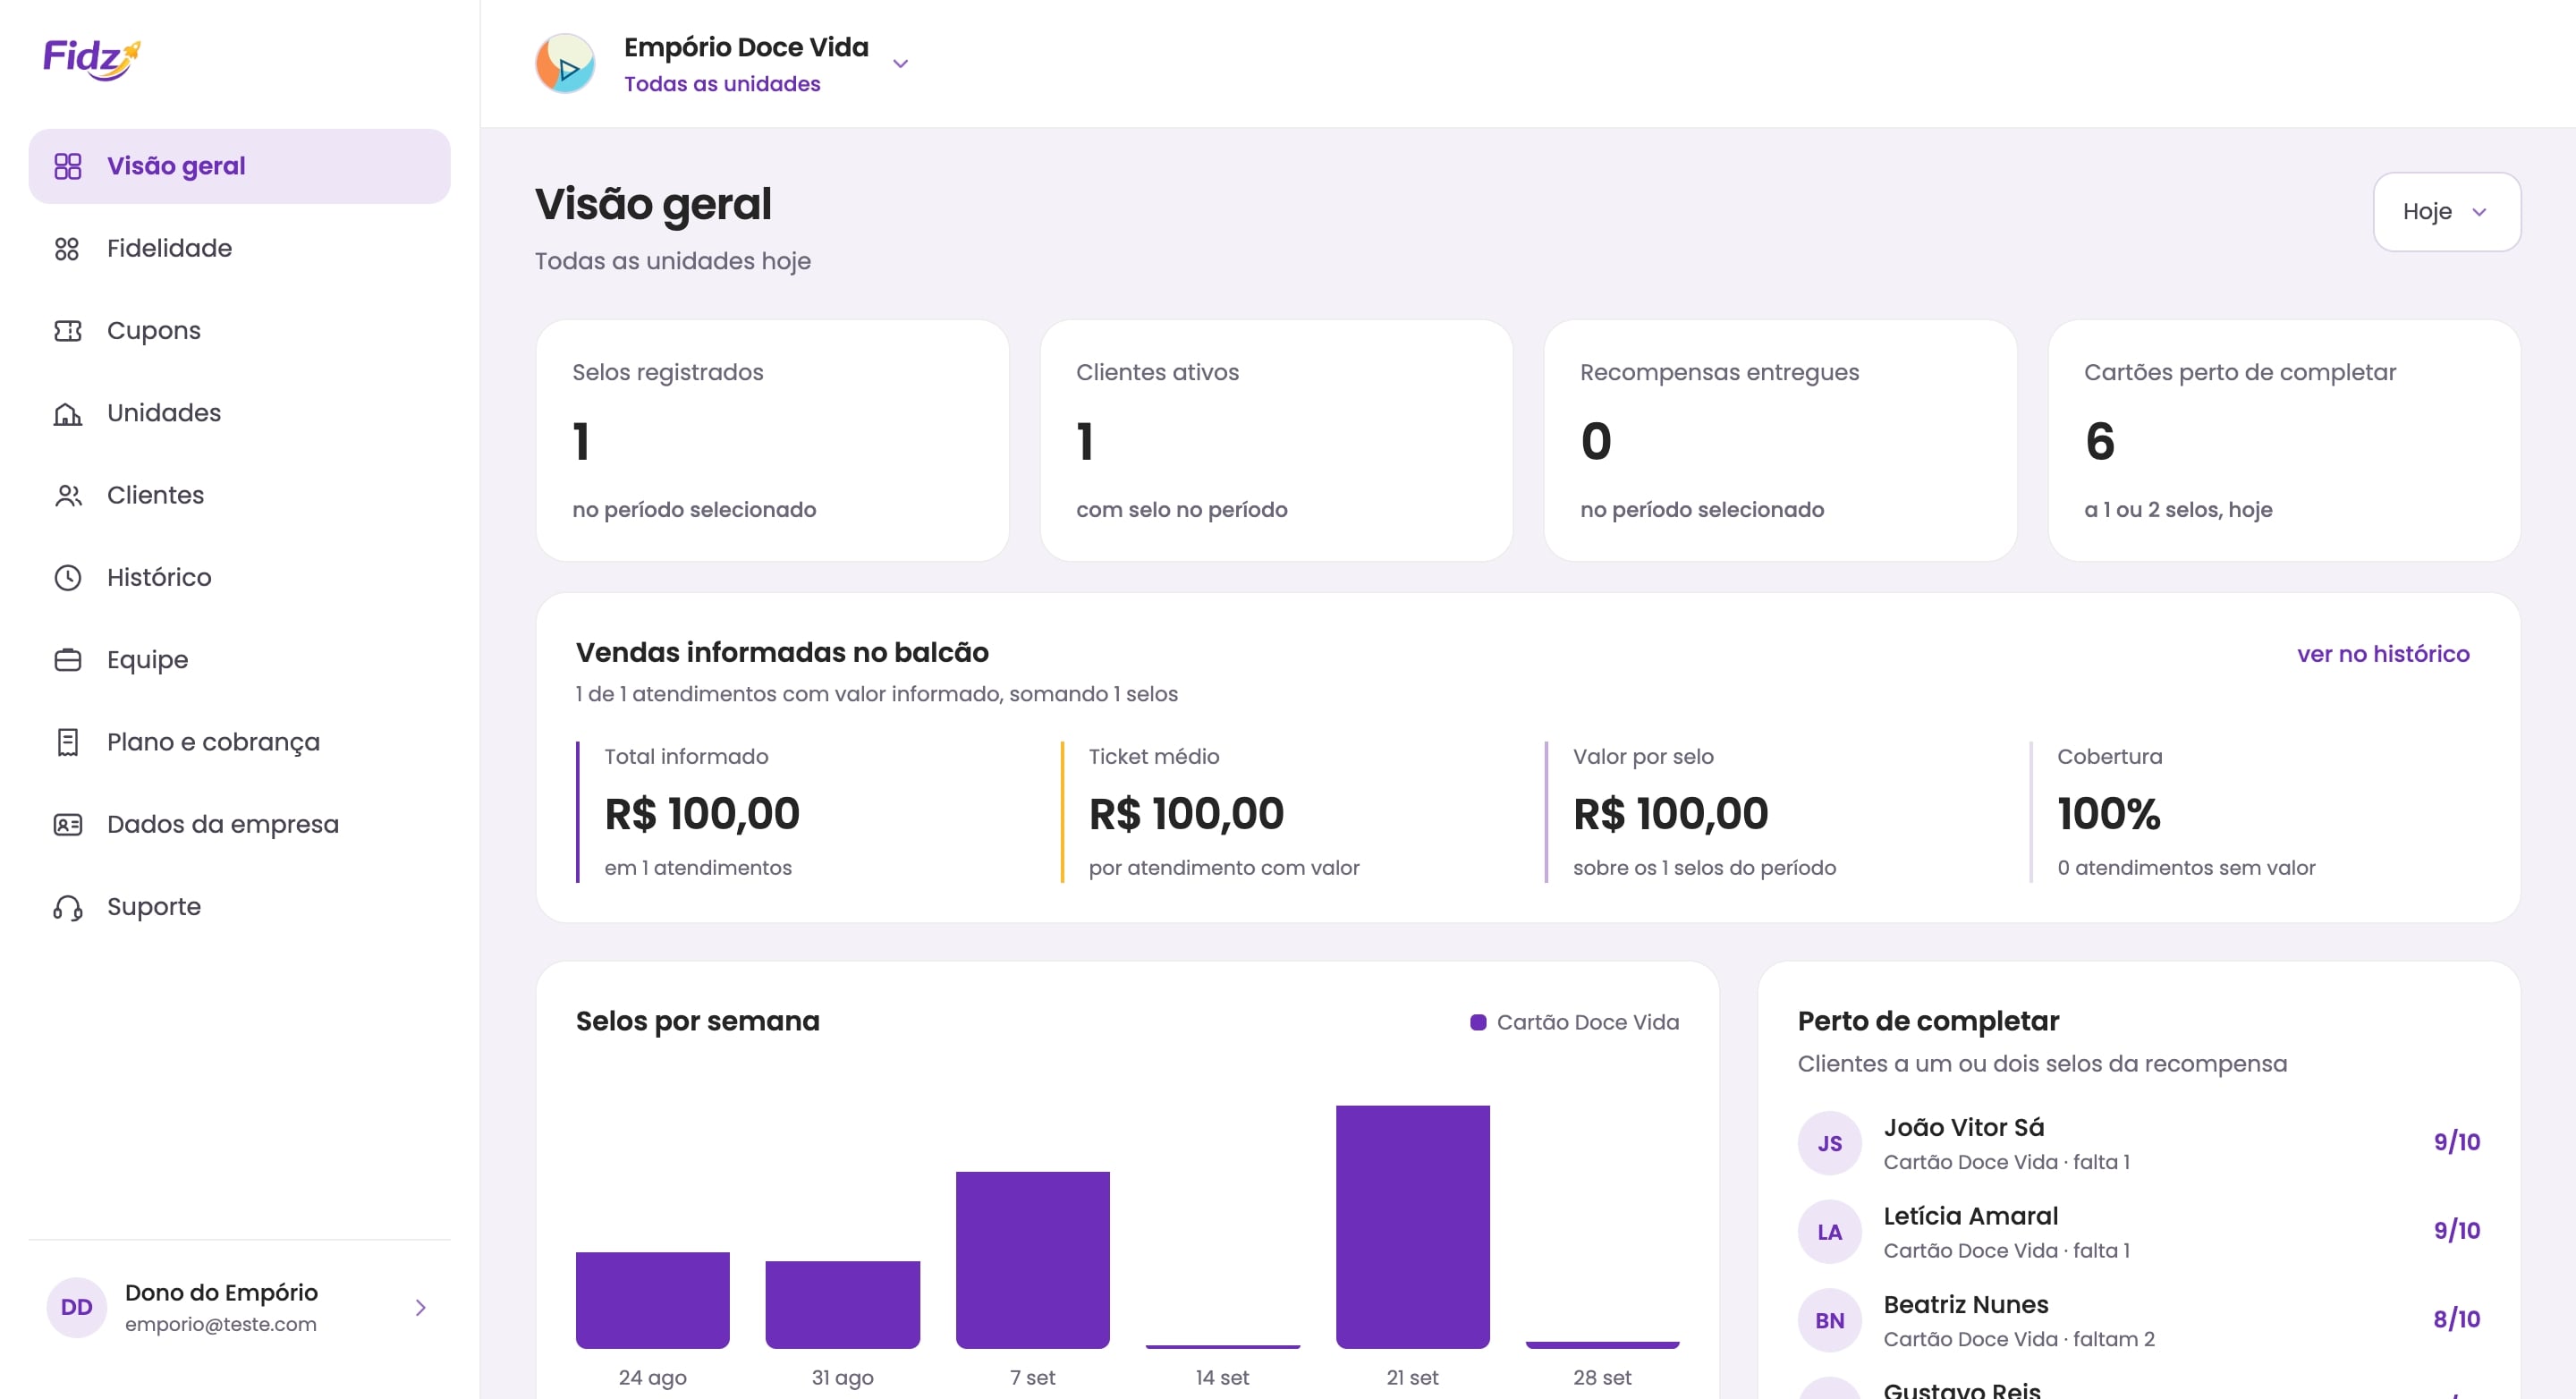 Fidz
Empório Doce Vida
Todas as unidades
Visão geral
Fidelidade
Cupons
Unidades
Clientes
Histórico
Equipe
Plano e cobrança
Dados da empresa
Suporte
DD
Dono do Empório
emporio@teste.com
Visão geral
Todas as unidades hoje
Hoje
Selos registrados
1
no período selecionado
Clientes ativos
1
com selo no período
Recompensas entregues
0
no período selecionado
Cartões perto de completar
6
a 1 ou 2 selos, hoje
Vendas informadas no balcão
ver no histórico
1 de 1 atendimentos com valor informado, somando 1 selos
Total informado
R$ 100,00
em 1 atendimentos
Ticket médio
R$ 100,00
por atendimento com valor
Valor por selo
R$ 100,00
sobre os 1 selos do período
Cobertura
100%
0 atendimentos sem valor
Selos por semana
Cartão Doce Vida
24 ago
31 ago
7 set
14 set
21 set
28 set
Perto de completar
Clientes a um ou dois selos da recompensa
JS
João Vitor Sá
Cartão Doce Vida · falta 1
9/10
LA
Letícia Amaral
Cartão Doce Vida · falta 1
9/10
BN
Beatriz Nunes
Cartão Doce Vida · faltam 2
8/10
Gustavo Reis